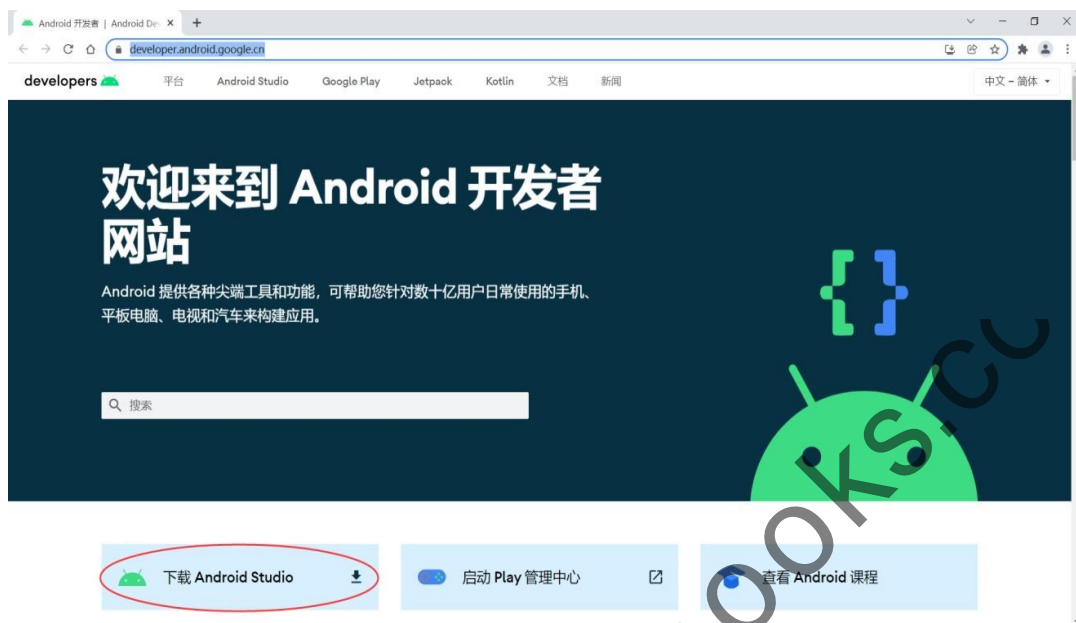 Android 开发者 | Android De
developer.android.google.cn
developers 平台 Android Studio Google Play Jetpack Kotlin 文档 新闻 中文 – 简体
欢迎来到 Android 开发者
网站
Android 提供各种尖端工具和功能，可帮助您针对数十亿用户日常使用的手机、
平板电脑、电视和汽车来构建应用。
搜索
下载 Android Studio 启动 Play 管理中心 查看 Android 课程
ooks.co